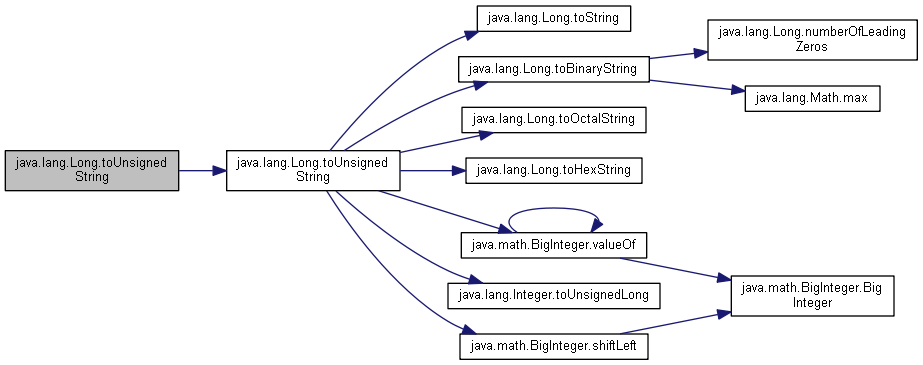 java.lang.Long.toUnsigned
String
java.lang.Long.toUnsigned
String
java.lang.Long.toString
java.lang.Long.toBinaryString
java.lang.Long.numberOfLeading
Zeros
java.lang.Math.max
java.lang.Long.toOctalString
java.lang.Long.toHexString
java.math.BigInteger.valueOf
java.math.BigInteger.Big
Integer
java.lang.Integer.toUnsignedLong
java.math.BigInteger.shiftLeft